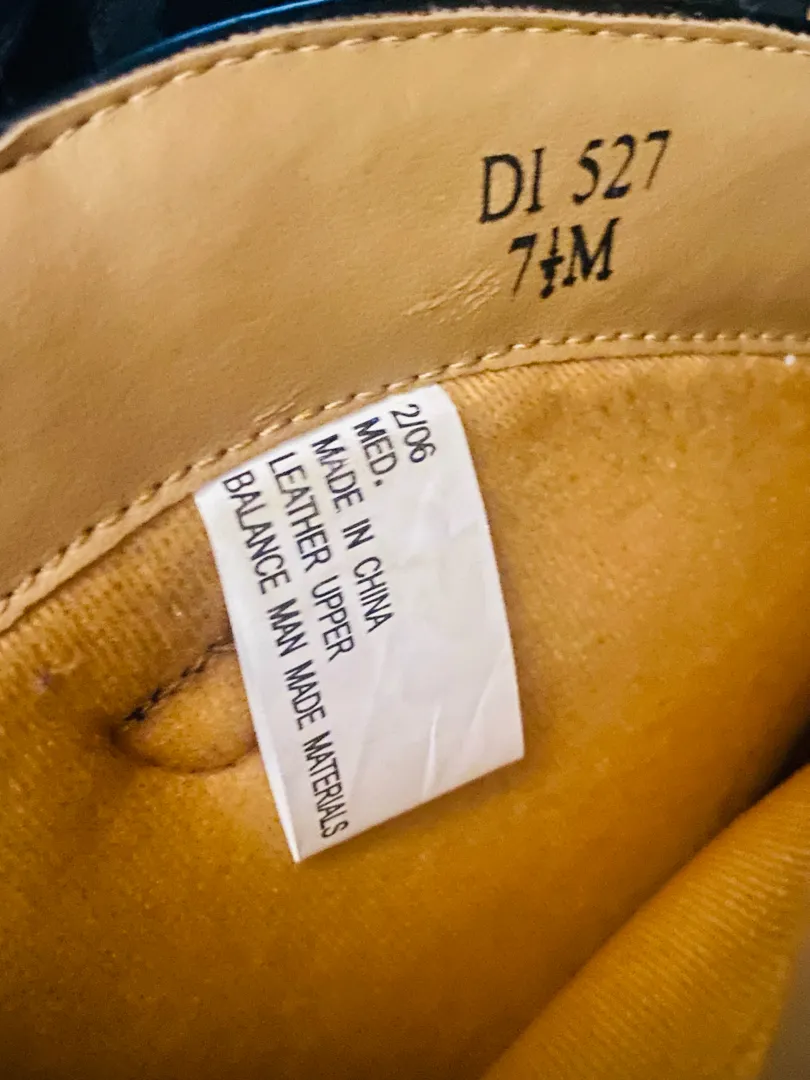 DI 527
7½M
2/06
MED.
MADE IN CHINA
LEATHER UPPER
BALANCE MAN MADE MATERIALS